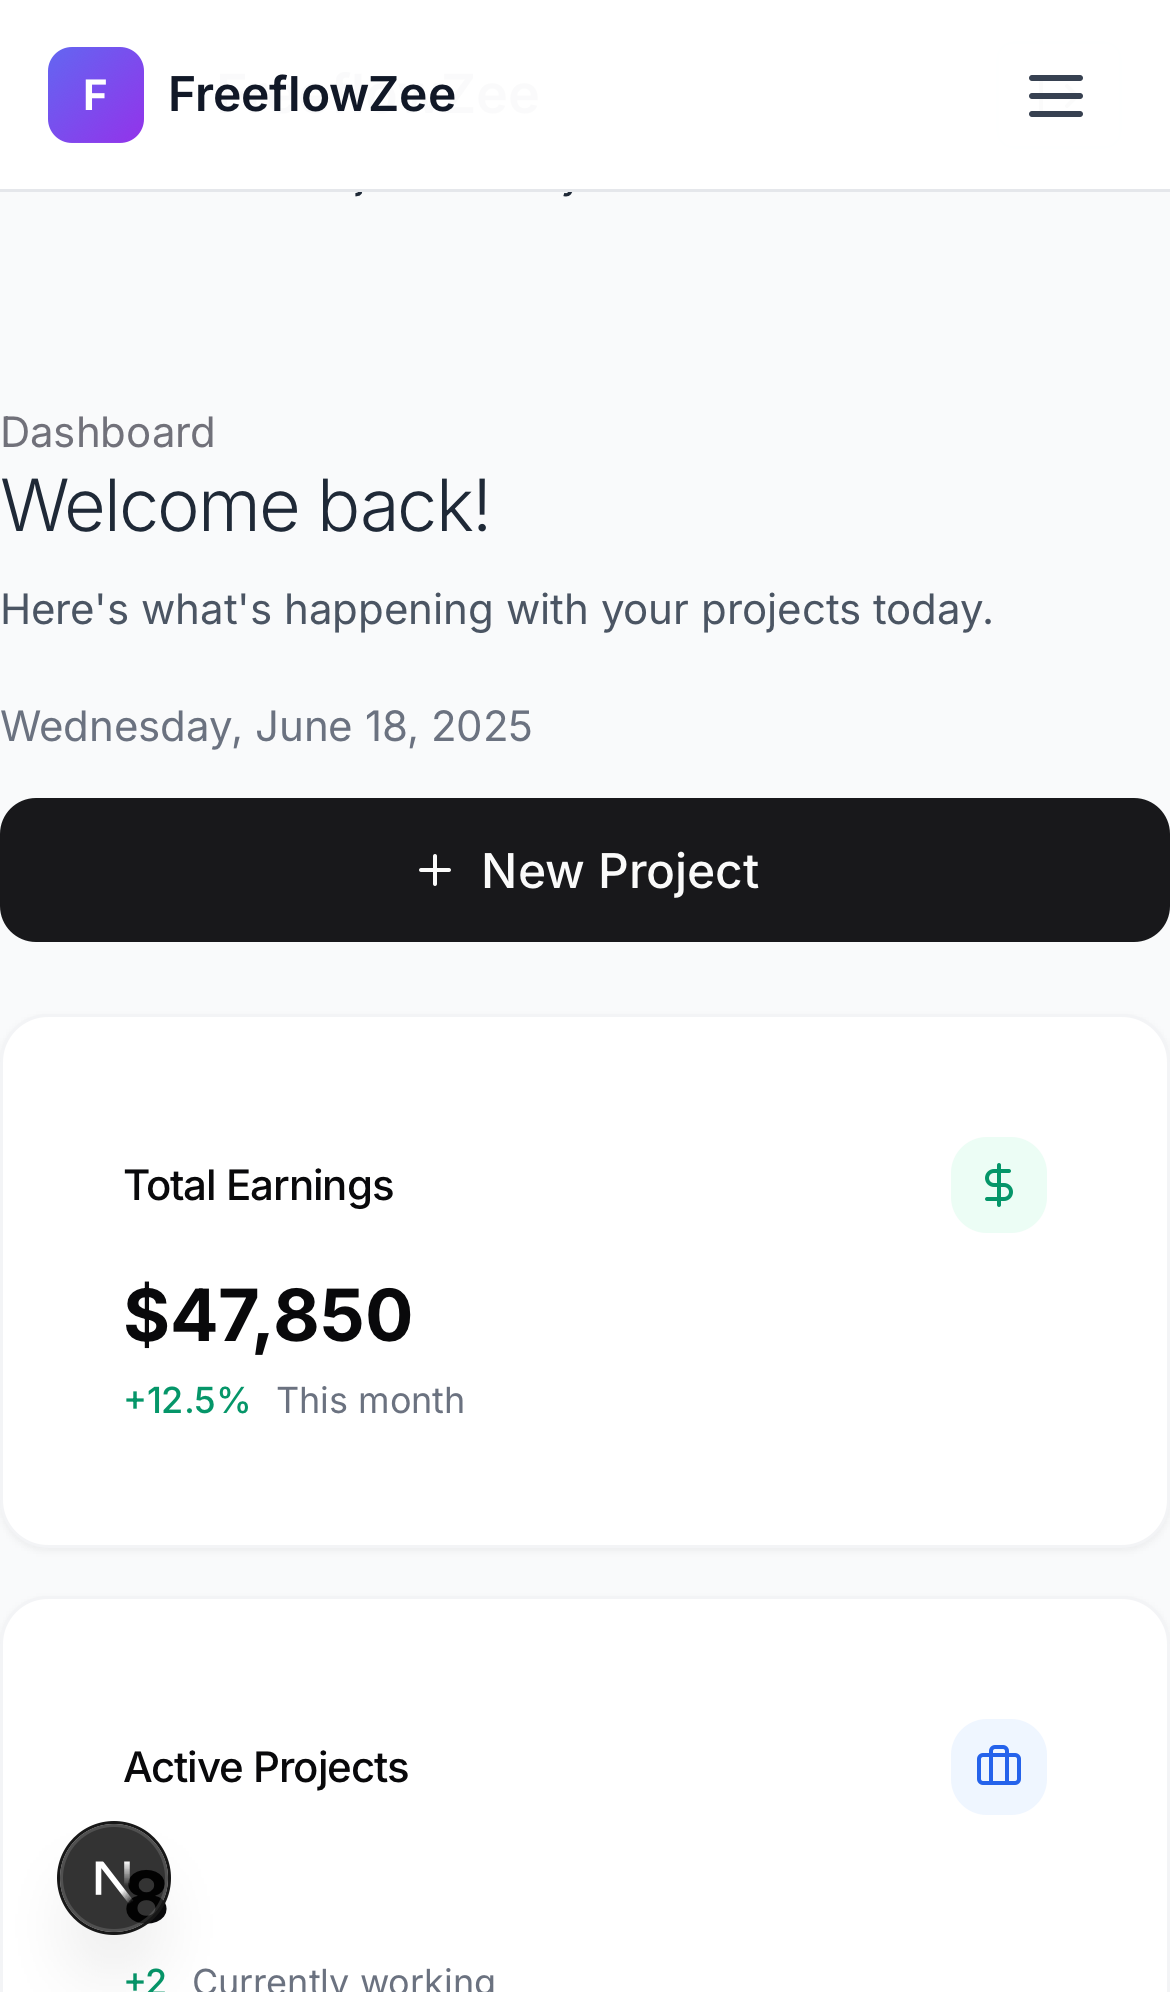 F FreeflowZee
Dashboard
Welcome back!
Here's what's happening with your projects today.
Wednesday, June 18, 2025
+ New Project
Total Earnings
$
$47,850
+12.5% This month
Active Projects
N
8
+2 Currently working